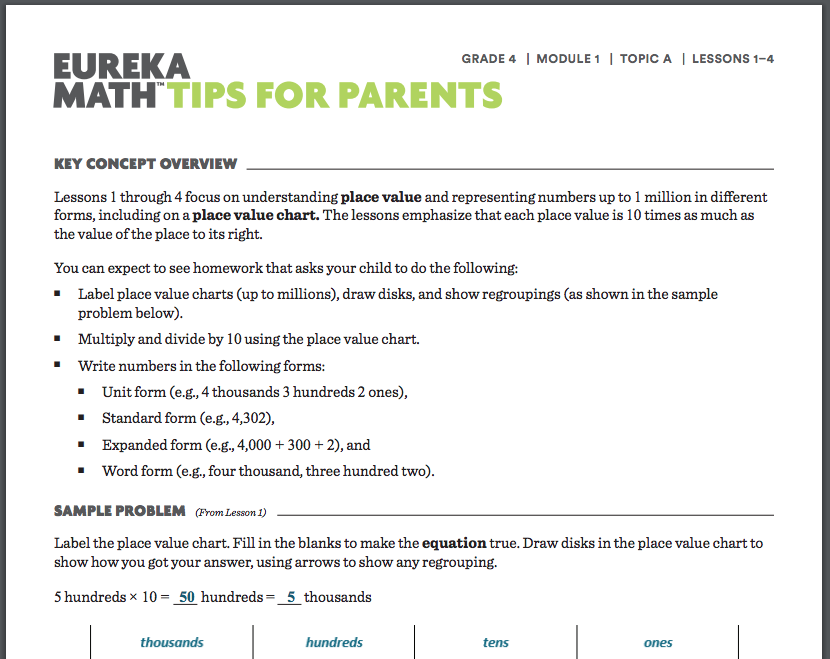 EUREKA
MATH™ TIPS FOR PARENTS
GRADE 4 | MODULE 1 | TOPIC A | LESSONS 1–4
KEY CONCEPT OVERVIEW
Lessons 1 through 4 focus on understanding place value and representing numbers up to 1 million in different
forms, including on a place value chart. The lessons emphasize that each place value is 10 times as much as
the value of the place to its right.
You can expect to see homework that asks your child to do the following:
▪ Label place value charts (up to millions), draw disks, and show regroupings (as shown in the sample
problem below).
▪ Multiply and divide by 10 using the place value chart.
▪ Write numbers in the following forms:
▪ Unit form (e.g., 4 thousands 3 hundreds 2 ones),
▪ Standard form (e.g., 4,302),
▪ Expanded form (e.g., 4,000 + 300 + 2), and
▪ Word form (e.g., four thousand, three hundred two).
SAMPLE PROBLEM (From Lesson 1)
Label the place value chart. Fill in the blanks to make the equation true. Draw disks in the place value chart to
show how you got your answer, using arrows to show any regrouping.
5 hundreds × 10 = 50 hundreds = 5 thousands
thousands hundreds tens ones